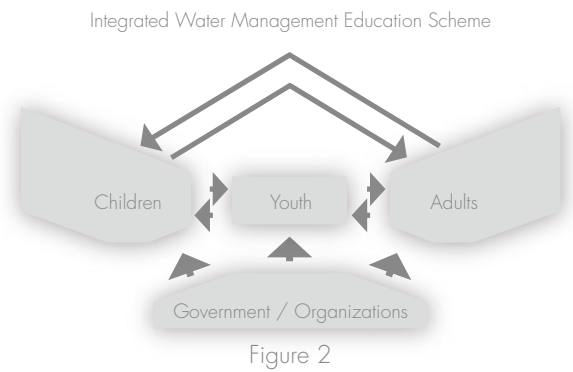 Integrated Water Management Education Scheme
Children
Youth
Adults
Government / Organizations
Figure 2